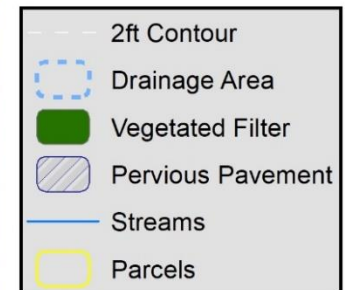 2ft Contour
Drainage Area
Vegetated Filter
Pervious Pavement
Streams
Parcels